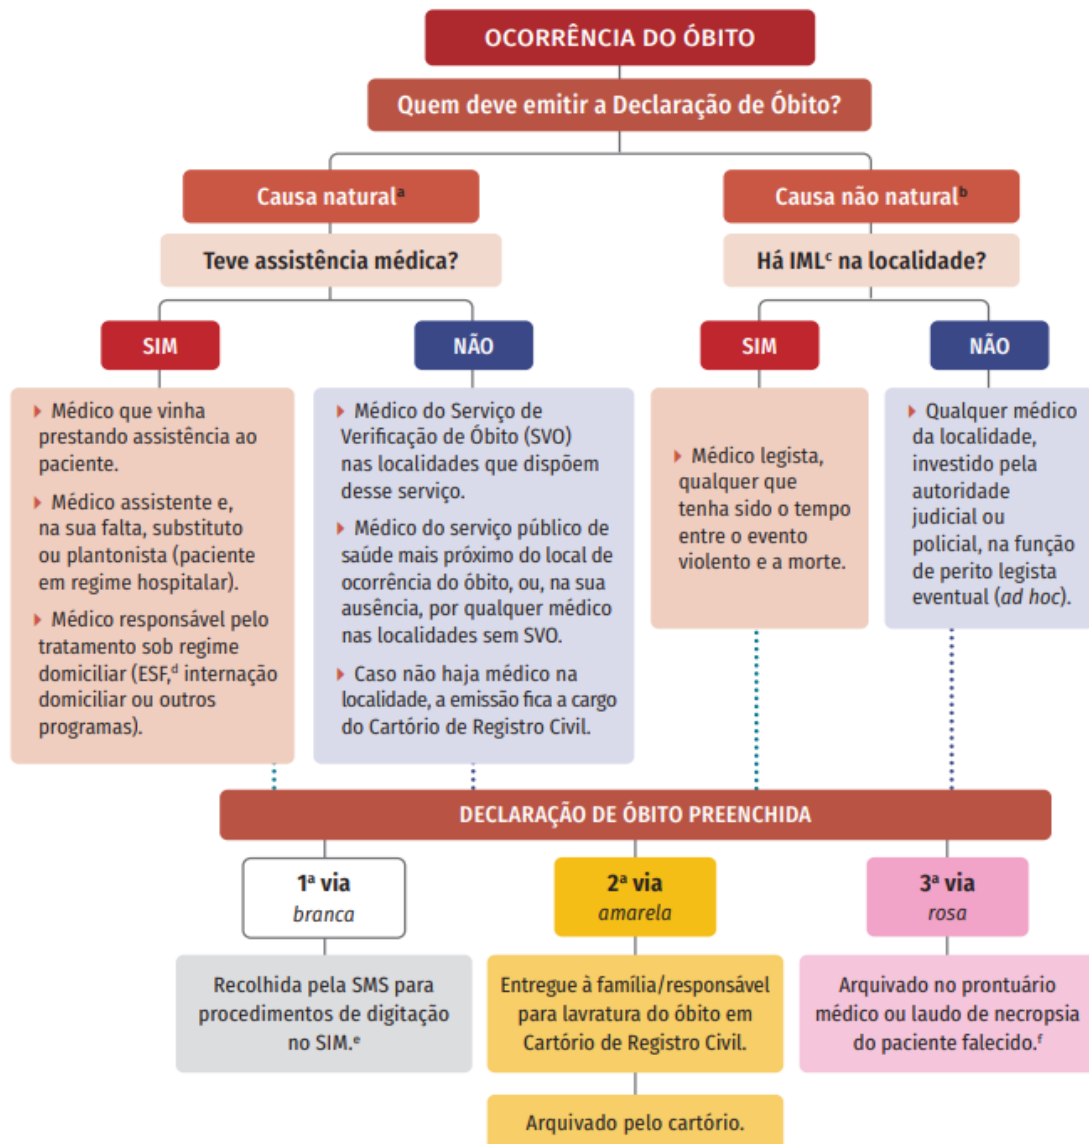 OCORRÊNCIA DO ÓBITO
Quem deve emitir a Declaração de Óbito?
Causa naturalᵃ
Causa não naturalᵇ
Teve assistência médica?
Há IMLᶜ na localidade?
SIM
NÃO
SIM
NÃO
▸ Médico que vinha
prestando assistência ao
paciente.
▸ Médico assistente e,
na sua falta, substituto
ou plantonista (paciente
em regime hospitalar).
▸ Médico responsável pelo
tratamento sob regime
domiciliar (ESF,ᵈ internação
domiciliar ou outros
programas).
▸ Médico do Serviço de
Verificação de Óbito (SVO)
nas localidades que dispõem
desse serviço.
▸ Médico do serviço público de
saúde mais próximo do local de
ocorrência do óbito, ou, na sua
ausência, por qualquer médico
nas localidades sem SVO.
▸ Caso não haja médico na
localidade, a emissão fica a cargo
do Cartório de Registro Civil.
▸ Médico legista,
qualquer que
tenha sido o tempo
entre o evento
violento e a morte.
▸ Qualquer médico
da localidade,
investido pela
autoridade
judicial ou
policial, na função
de perito legista
eventual (ad hoc).
DECLARAÇÃO DE ÓBITO PREENCHIDA
1ª via
branca
2ª via
amarela
3ª via
rosa
Recolhida pela SMS para
procedimentos de digitação
no SIM.ᵉ
Entregue à família/responsável
para lavratura do óbito em
Cartório de Registro Civil.
Arquivado no prontuário
médico ou laudo de necropsia
do paciente falecido.ᶠ
Arquivado pelo cartório.